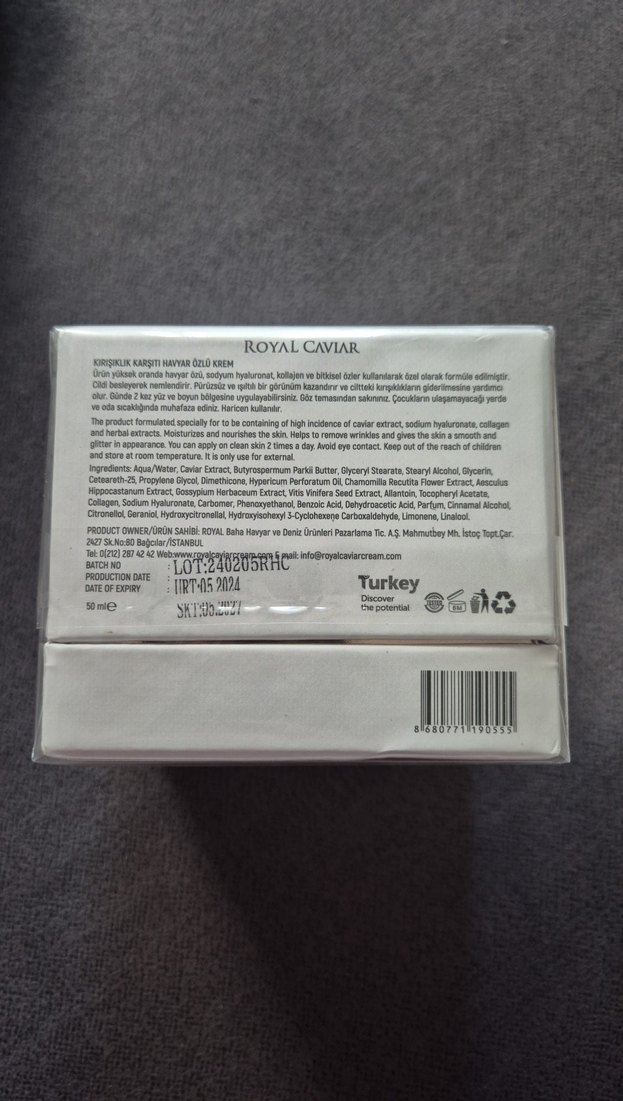 ROYAL CAVIAR
KIRIŞIKLIK KARŞITI HAVYAR ÖZLÜ KREM
Ürün yüksek oranda havyar özü, sodyum hyaluronat, kollajen ve bitkisel özler kullanılarak özel olarak formüle edilmiştir.
Cildi besleyerek nemlendirir. Pürüzsüz ve ışıltılı bir görünüm kazandırır ve ciltteki kırışıklıkların giderilmesine yardımcı
olur. Günde 2 kez yüz ve boyun bölgesine uygulayabilirsiniz. Göz temasından sakınınız. Çocukların ulaşamayacağı yerde
ve oda sıcaklığında muhafaza ediniz. Haricen kullanılır.
The product formulated specially for to be containing of high incidence of caviar extract, sodium hyaluronate, collagen
and herbal extracts. Moisturizes and nourishes the skin. Helps to remove wrinkles and gives the skin a smooth and
glitter in appearance. You can apply on clean skin 2 times a day. Avoid eye contact. Keep out of the reach of children
and store at room temperature. It is only use for external.
Ingredients: Aqua/Water, Caviar Extract, Butyrospermum Parkii Butter, Glyceryl Stearate, Stearyl Alcohol, Glycerin,
Ceteareth-25, Propylene Glycol, Dimethicone, Hypericum Perforatum Oil, Chamomilla Recutita Flower Extract, Aesculus
Hippocastanum Extract, Gossypium Herbaceum Extract, Vitis Vinifera Seed Extract, Allantoin, Tocopheryl Acetate,
Collagen, Sodium Hyaluronate, Carbomer, Phenoxyethanol, Benzoic Acid, Dehydroacetic Acid, Parfum, Cinnamal Alcohol,
Citronellol, Geraniol, Hydroxycitronellal, Hydroxyisohexyl 3-Cyclohexene Carboxaldehyde, Limonene, Linalool.
PRODUCT OWNER/ÜRÜN SAHİBİ: ROYAL Baha Havyar ve Deniz Ürünleri Pazarlama Tic. A.Ş. Mahmutbey Mh. İstoç Topt.Çar.
2427 Sk.No:80 Bağcılar/İSTANBUL
Tel: 0(212) 287 42 42 Web:www.royalcaviarcream.com E mail: info@royalcaviarcream.com
BATCH NO : LOT:240205RHC
PRODUCTION DATE : ÜRT:05 2024
DATE OF EXPIRY : SKT:05.2027
50 ml e
Turkey
Discover
the potential
6M
8 680771 190555